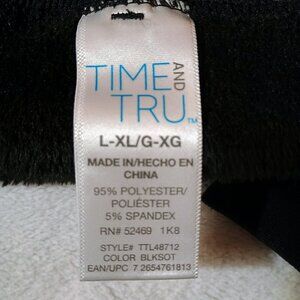 TIME AND
TRU™
L-XL/G-XG
MADE IN/HECHO EN
CHINA
95% POLYESTER/
POLIÉSTER
5% SPANDEX
RN# 52469 1K8
STYLE# TTL48712
COLOR BLKSOT
EAN/UPC 7 2654761813